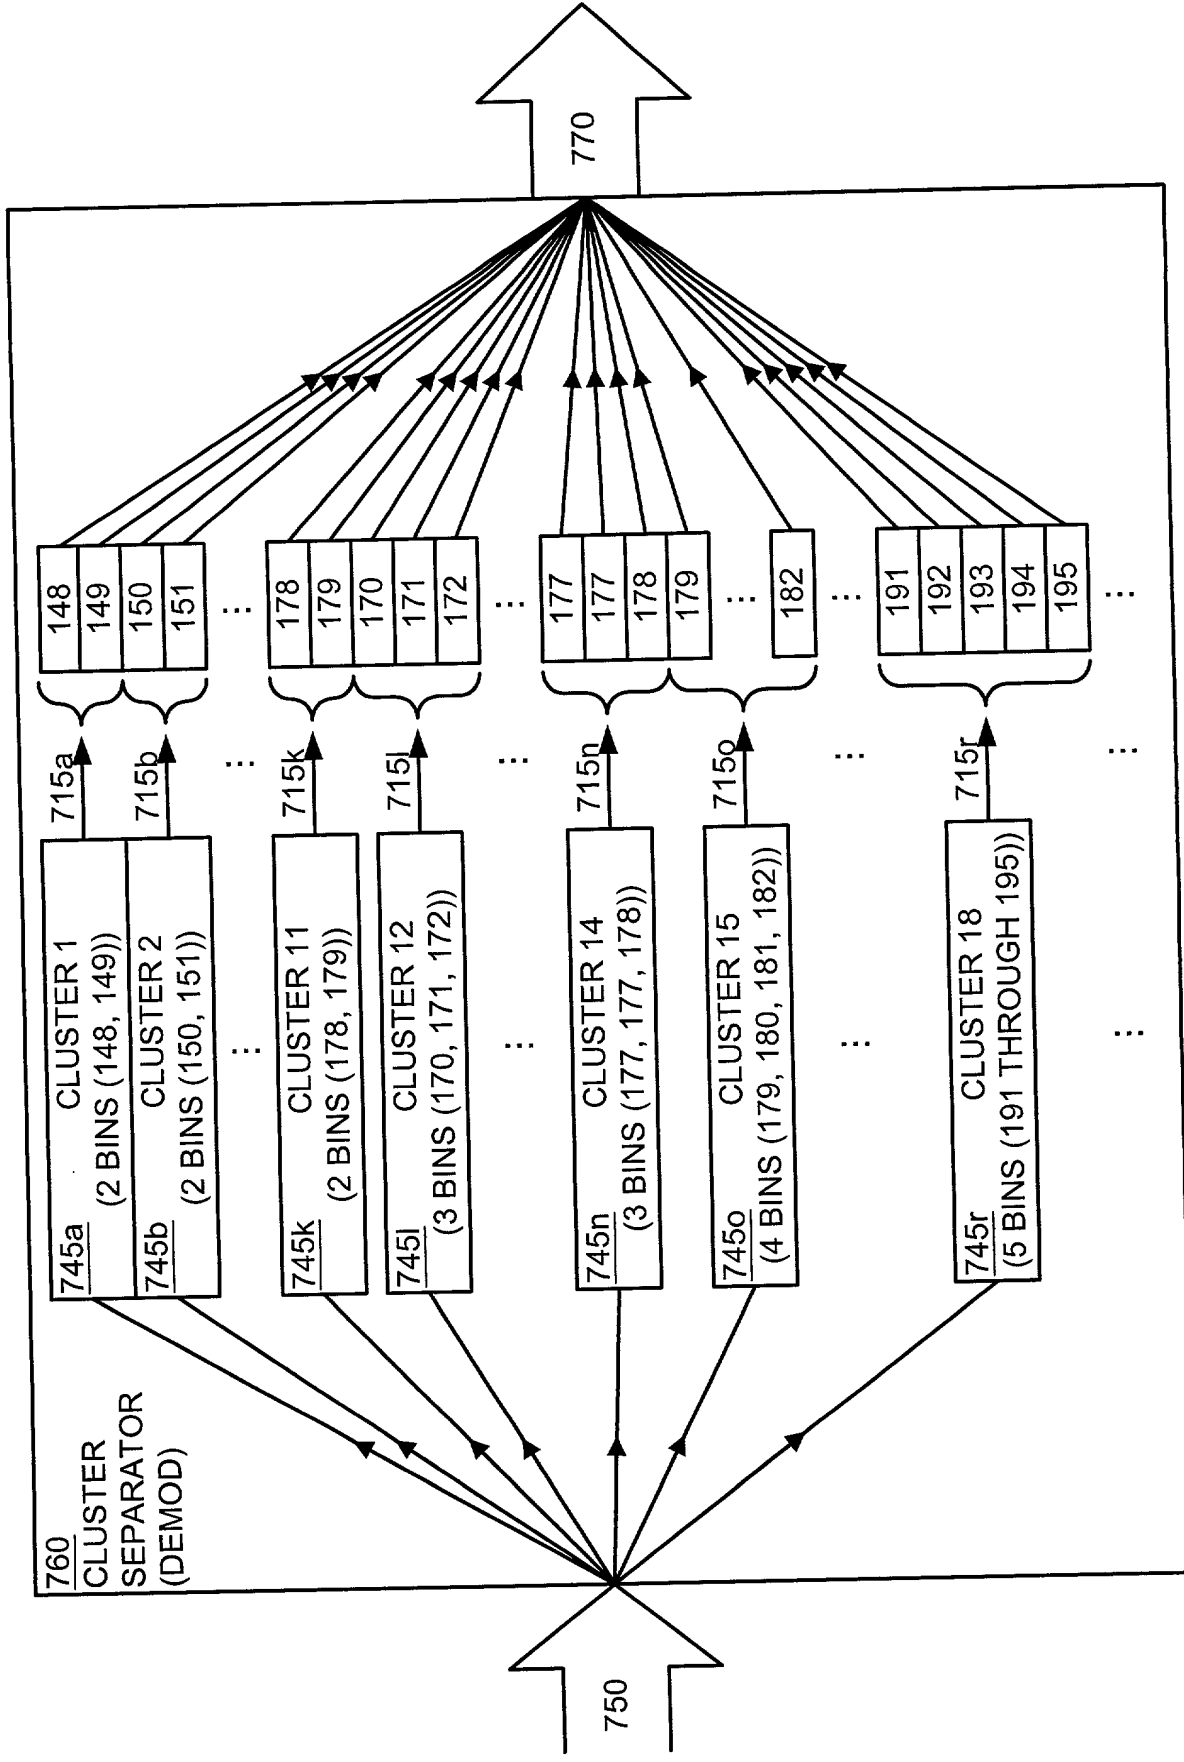 760
CLUSTER
SEPARATOR
(DEMOD)
750
745a CLUSTER 1
(2 BINS (148, 149))
745b CLUSTER 2
(2 BINS (150, 151))
...
745k CLUSTER 11
(2 BINS (178, 179))
745l CLUSTER 12
(3 BINS (170, 171, 172))
...
745n CLUSTER 14
(3 BINS (177, 177, 178))
745o CLUSTER 15
(4 BINS (179, 180, 181, 182))
...
745r CLUSTER 18
(5 BINS (191 THROUGH 195))
...
715a
715b
...
715k
715l
...
715n
715o
...
715r
...
148
149
150
151
...
178
179
170
171
172
...
177
177
178
179
...
182
...
191
192
193
194
195
...
770